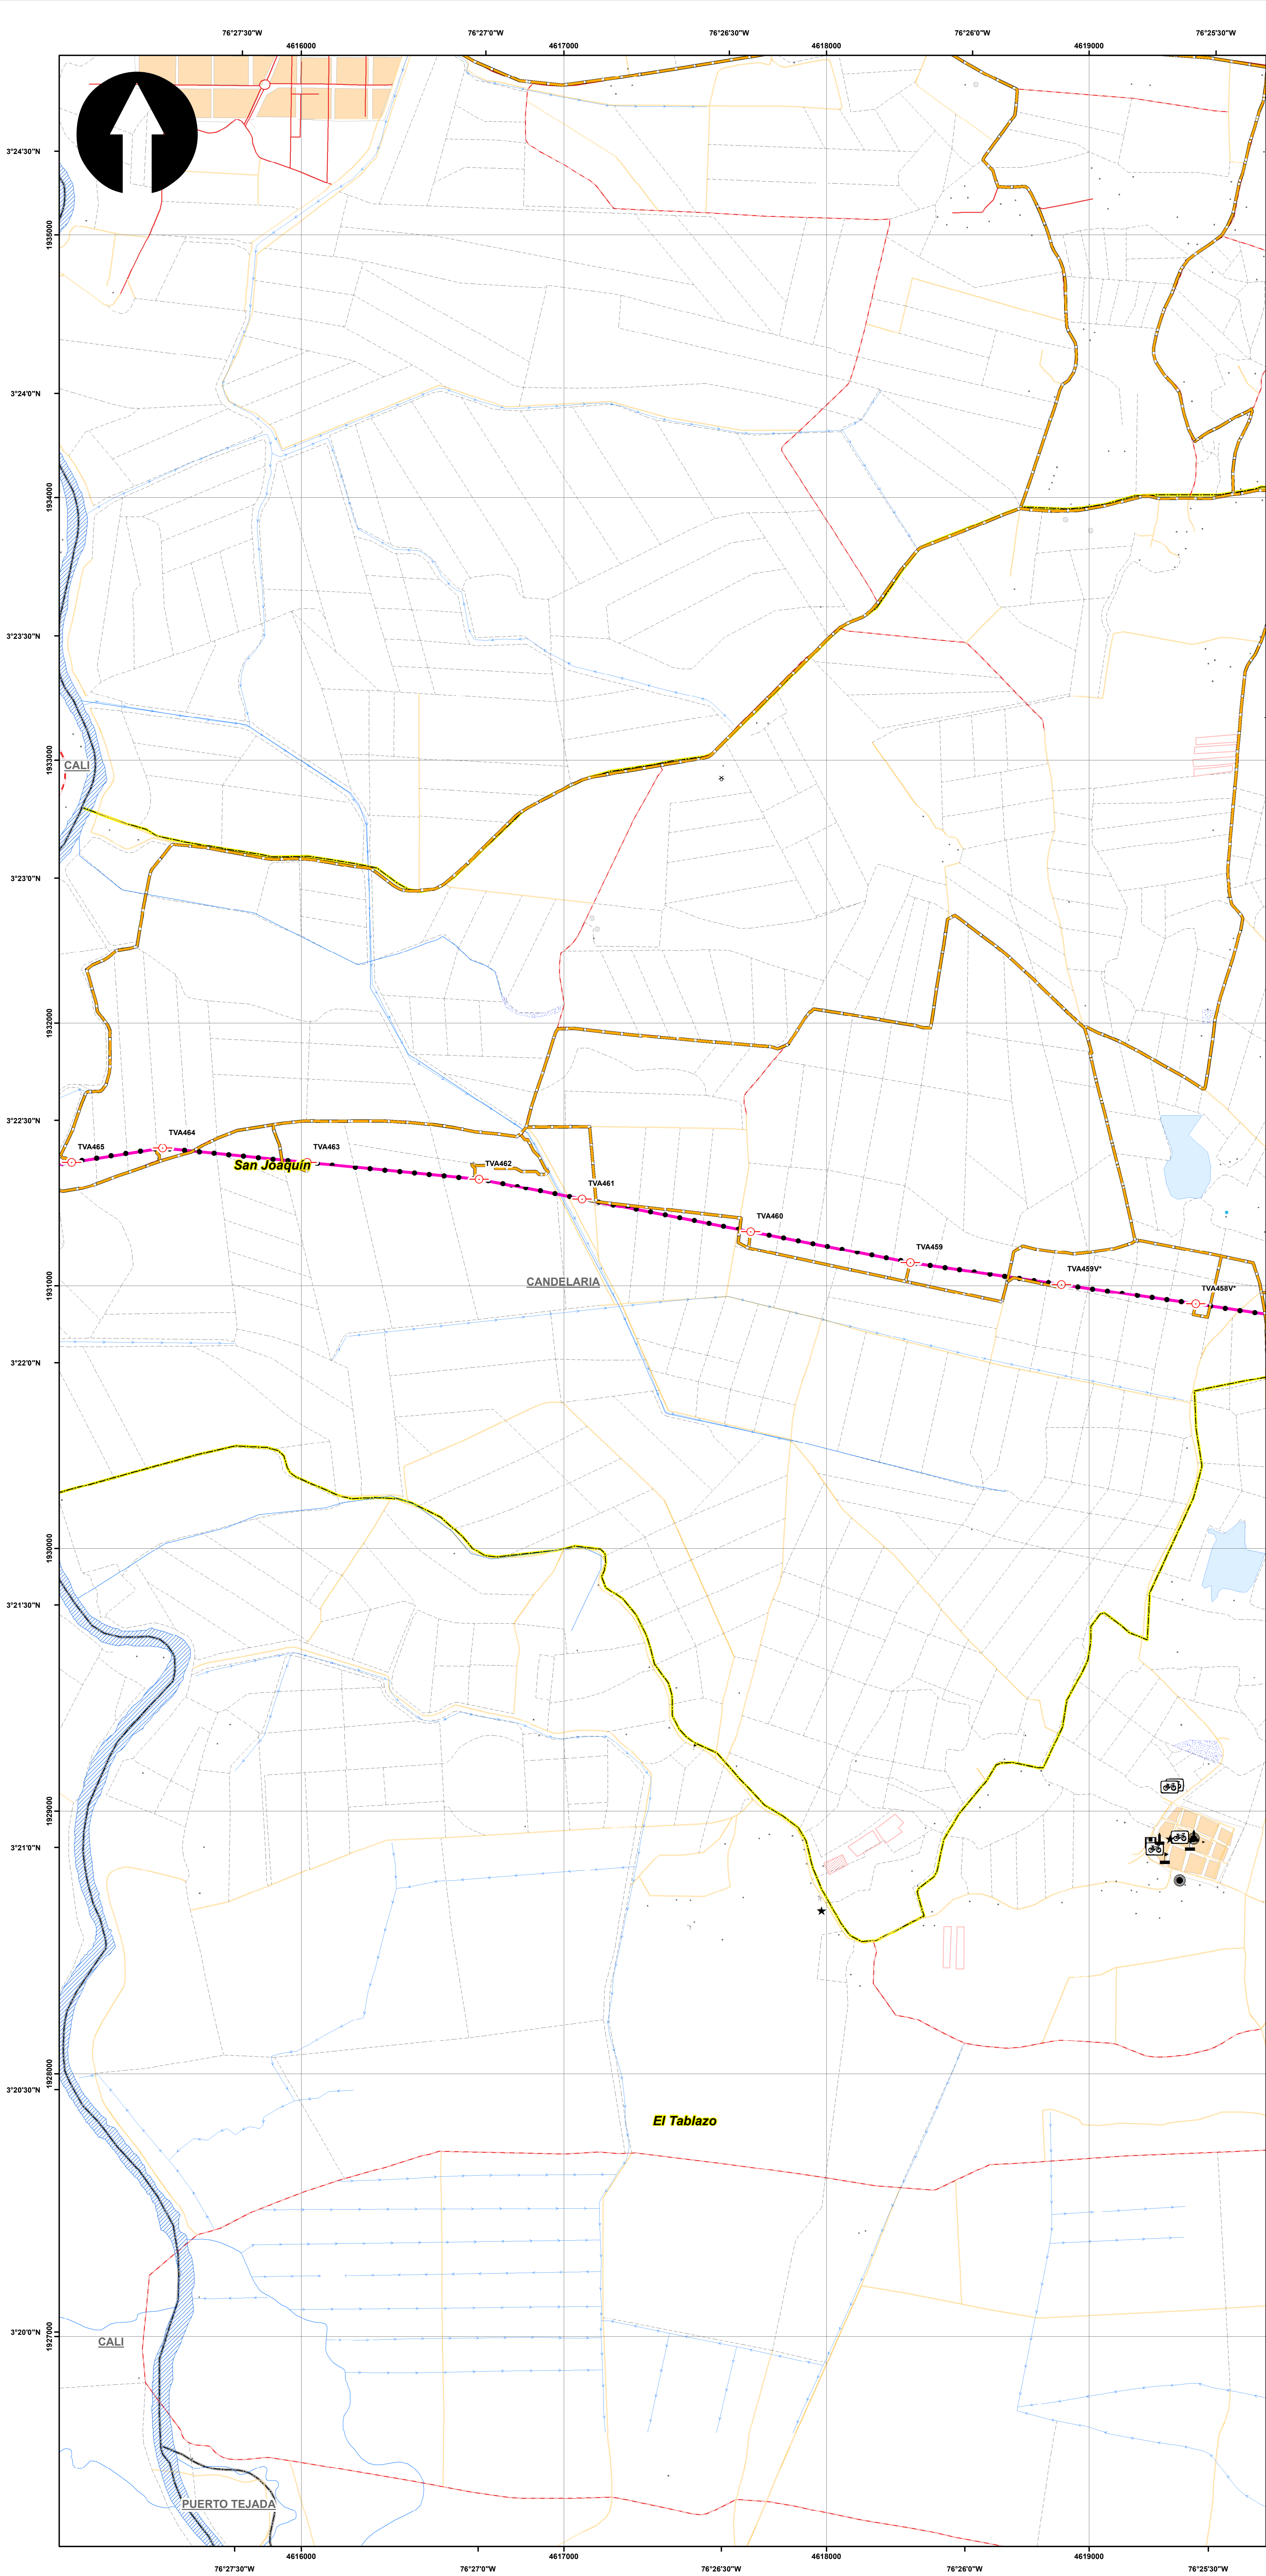 76°27'30"W 76°27'0"W 76°26'30"W 76°26'0"W 76°25'30"W
4616000 4617000 4618000 4619000
3°24'30"N
1935000
3°24'0"N
1934000
3°23'30"N
1933000
CALI
3°23'0"N
1932000
3°22'30"N
TVA465
TVA464
TVA463
San Joaquín
TVA462
TVA461
TVA460
TVA459
TVA459V*
TVA458V*
CANDELARIA
1931000
3°22'0"N
1930000
3°21'30"N
1929000
3°21'0"N
1928000
3°20'30"N
El Tablazo
3°20'0"N
1927000
CALI
PUERTO TEJADA
4616000 4617000 4618000 4619000
76°27'30"W 76°27'0"W 76°26'30"W 76°26'0"W 76°25'30"W